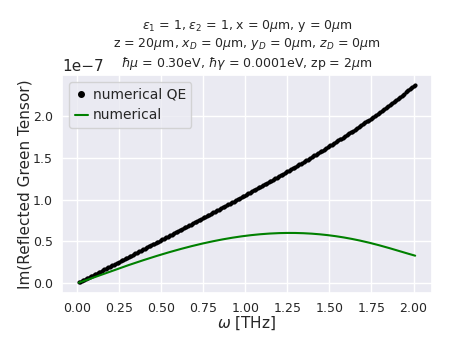 ε₁ = 1, ε₂ = 1, x = 0μm, y = 0μm
z = 20μm, x_D = 0μm, y_D = 0μm, z_D = 0μm
ℏμ = 0.30eV, ℏγ = 0.0001eV, zp = 2μm
1e−7
Im(Reflected Green Tensor)
numerical QE
numerical
2.0
1.5
1.0
0.5
0.0
0.00 0.25 0.50 0.75 1.00 1.25 1.50 1.75 2.00
ω [THz]